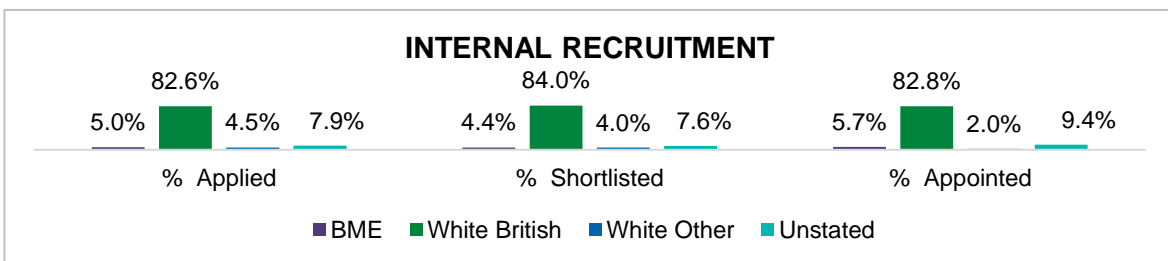 INTERNAL RECRUITMENT
82.6% 84.0% 82.8%
5.0% 4.5% 7.9% 4.4% 4.0% 7.6% 5.7% 2.0% 9.4%
% Applied % Shortlisted % Appointed
BME White British White Other Unstated